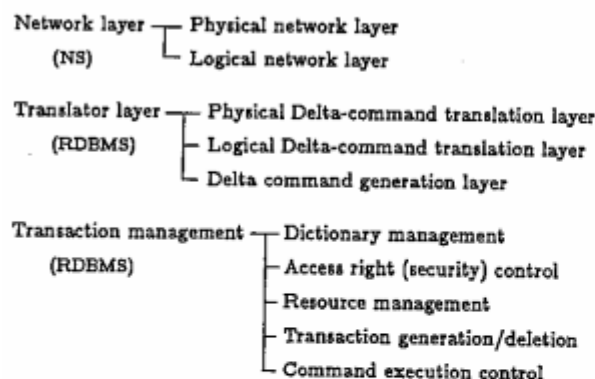 Network layer Physical network layer
(NS) Logical network layer
Translator layer Physical Delta-command translation layer
(RDBMS) Logical Delta-command translation layer
Delta command generation layer
Transaction management Dictionary management
(RDBMS) Access right (security) control
Resource management
Transaction generation/deletion
Command execution control